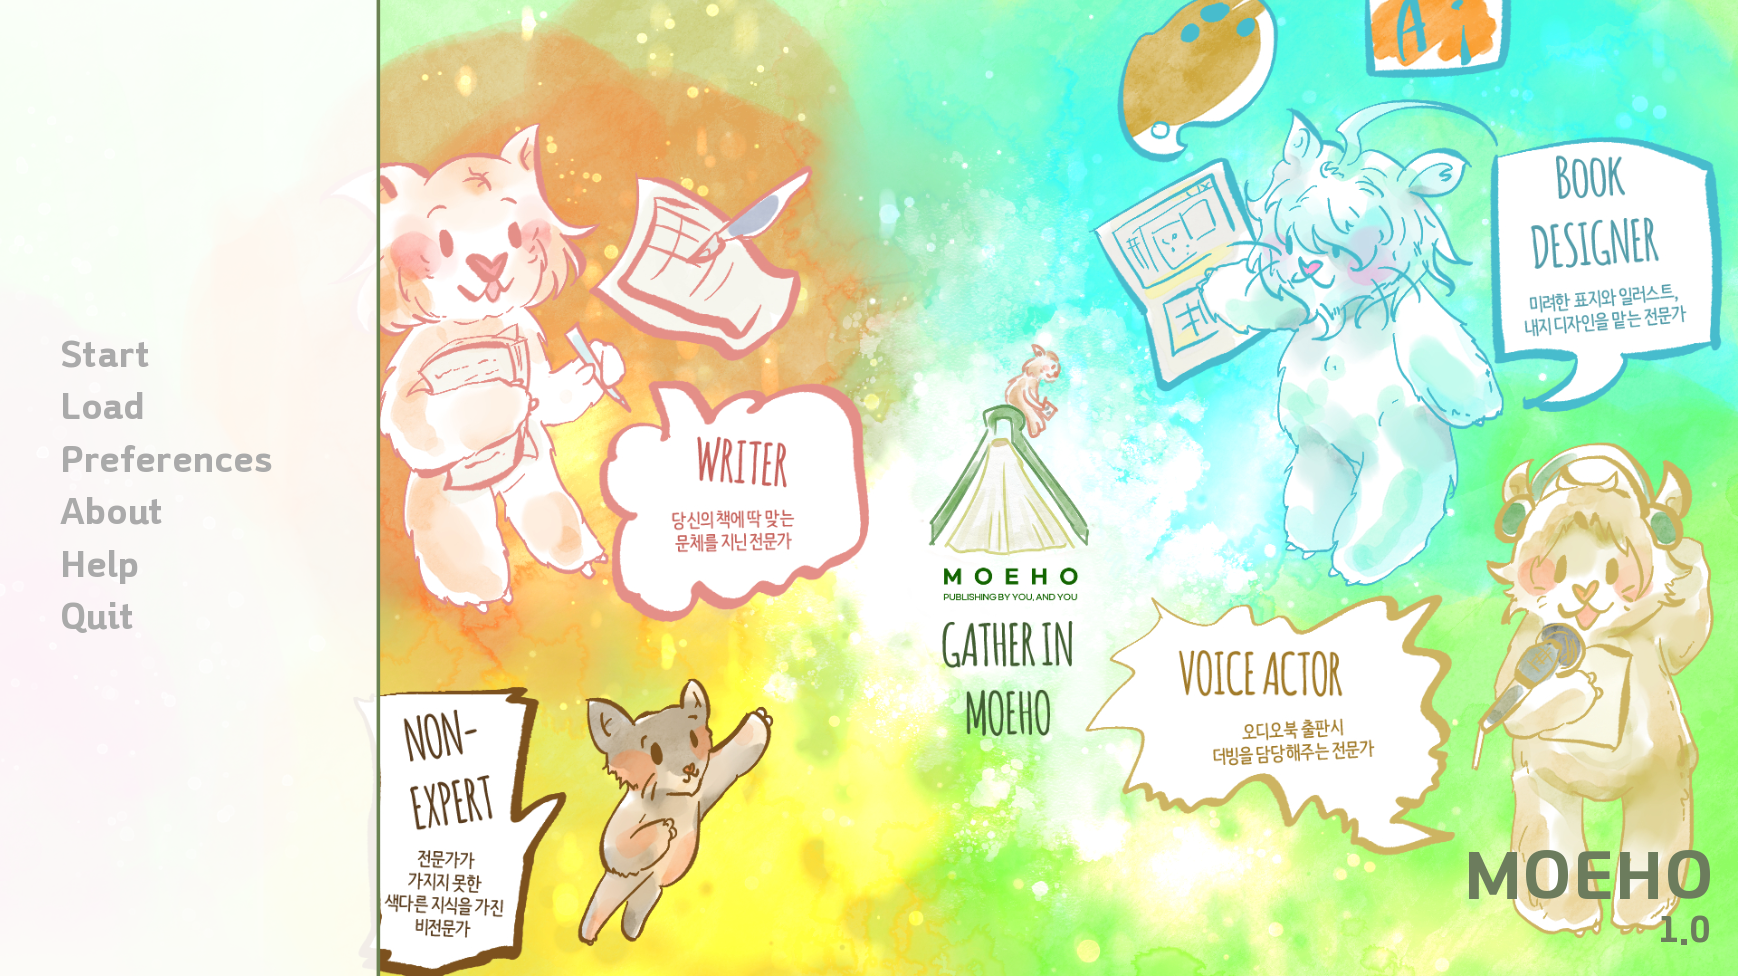 Start
Load
Preferences
About
Help
Quit
WRITER
당신의 책에 딱 맞는
문체를 지닌 전문가
NON-
EXPERT
전문가가
가지지 못한
색다른 지식을 가진
비전문가
MOEHO
PUBLISHING BY YOU, AND YOU
GATHER IN
MOEHO
Ai
BOOK
DESIGNER
미려한 표지와 일러스트,
내지 디자인을 맡는 전문가
VOICE ACTOR
오디오북 출판시
더빙을 담당해주는 전문가
MOEHO
1.0